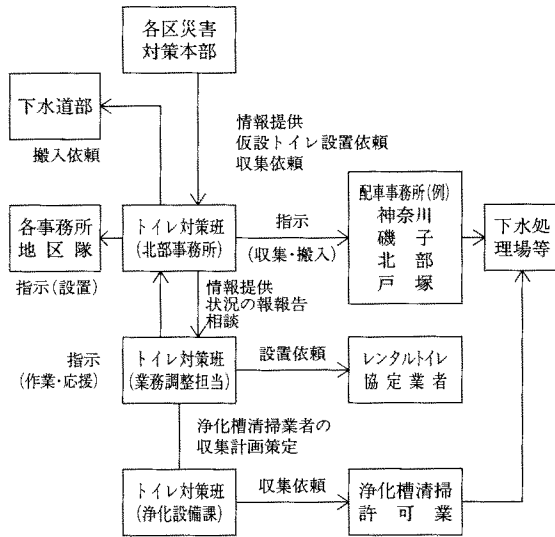 各区災害
対策本部
下水道部
搬入依頼
情報提供
仮設トイレ設置依頼
収集依頼
各事務所
地区隊
指示(設置)
トイレ対策班
(北部事務所)
指示
(収集・搬入)
配車事務所(例)
神奈川
磯子
北部
戸塚
下水処
理場等
情報提供
状況の報報告
相談
指示
(作業・応援)
トイレ対策班
(業務調整担当)
設置依頼
レンタルトイレ
協定業者
浄化槽清掃業者の
収集計画策定
トイレ対策班
(浄化設備課)
収集依頼
浄化槽清掃
許可業